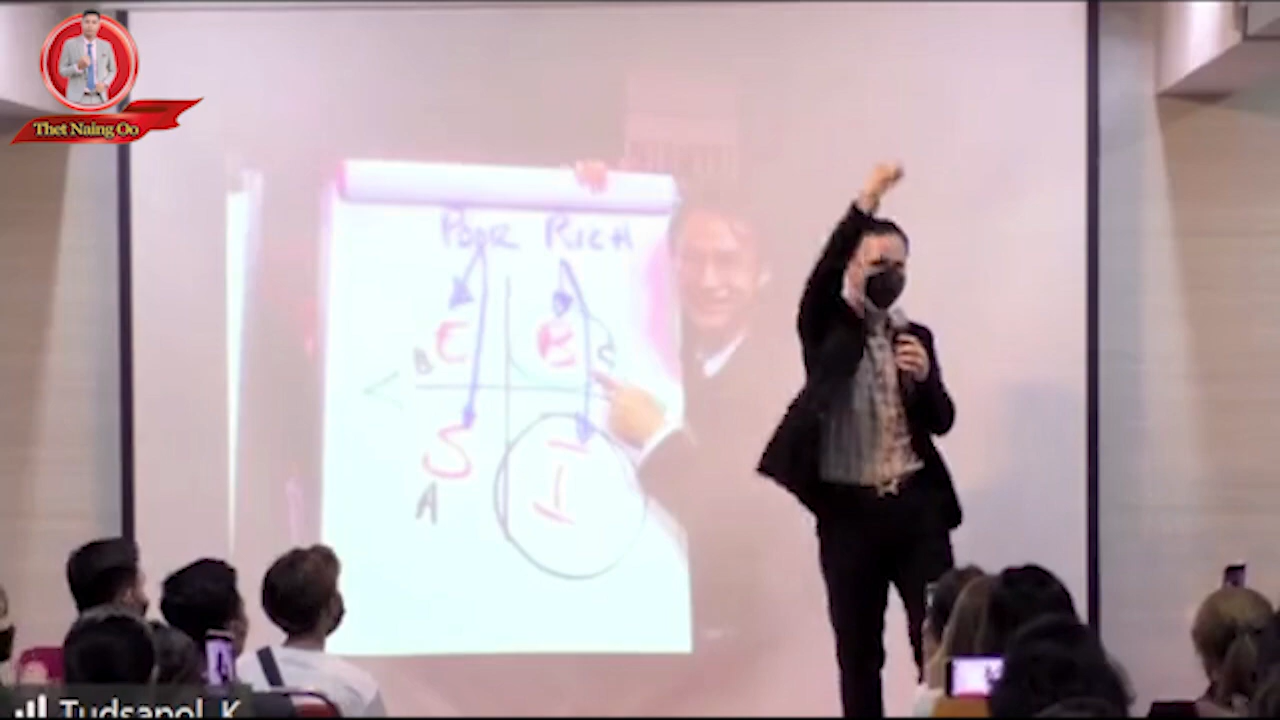 Thet Naing Oo
POOR RICH
B E B
S I
A
Tudsapol K